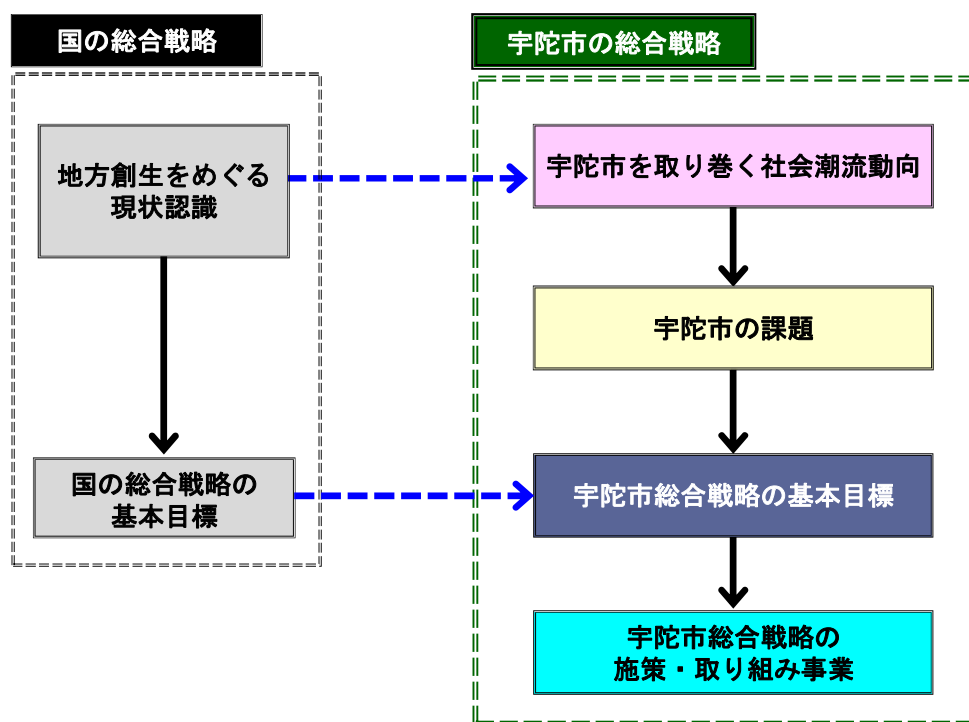 国の総合戦略
地方創生をめぐる
現状認識
国の総合戦略の
基本目標
宇陀市の総合戦略
宇陀市を取り巻く社会潮流動向
宇陀市の課題
宇陀市総合戦略の基本目標
宇陀市総合戦略の
施策・取り組み事業